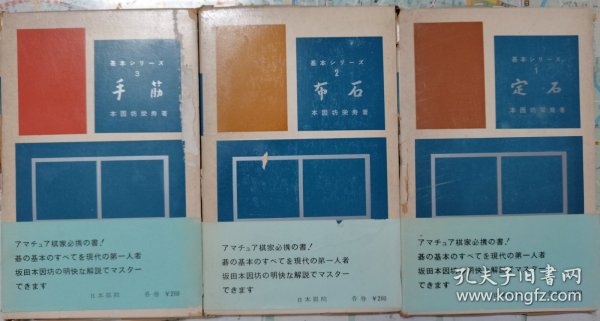 基本シリーズ
3
手筋
本因坊栄寿著
アマチュア棋家必携の書!
碁の基本のすべてを現代の第一人者
坂田本因坊の明快な解説でマスター
できます
日本棋院 各巻 ¥280
基本シリーズ
2
布石
本因坊栄寿著
アマチュア棋家必携の書!
碁の基本のすべてを現代の第一人者
坂田本因坊の明快な解説でマスター
できます
日本棋院 各巻 ¥280
基本シリーズ
1
定石
本因坊栄寿著
アマチュア棋家必携の書!
碁の基本のすべてを現代の第一人者
坂田本因坊の明快な解説でマスター
できます
孔夫子旧书网
www.kongfz.com